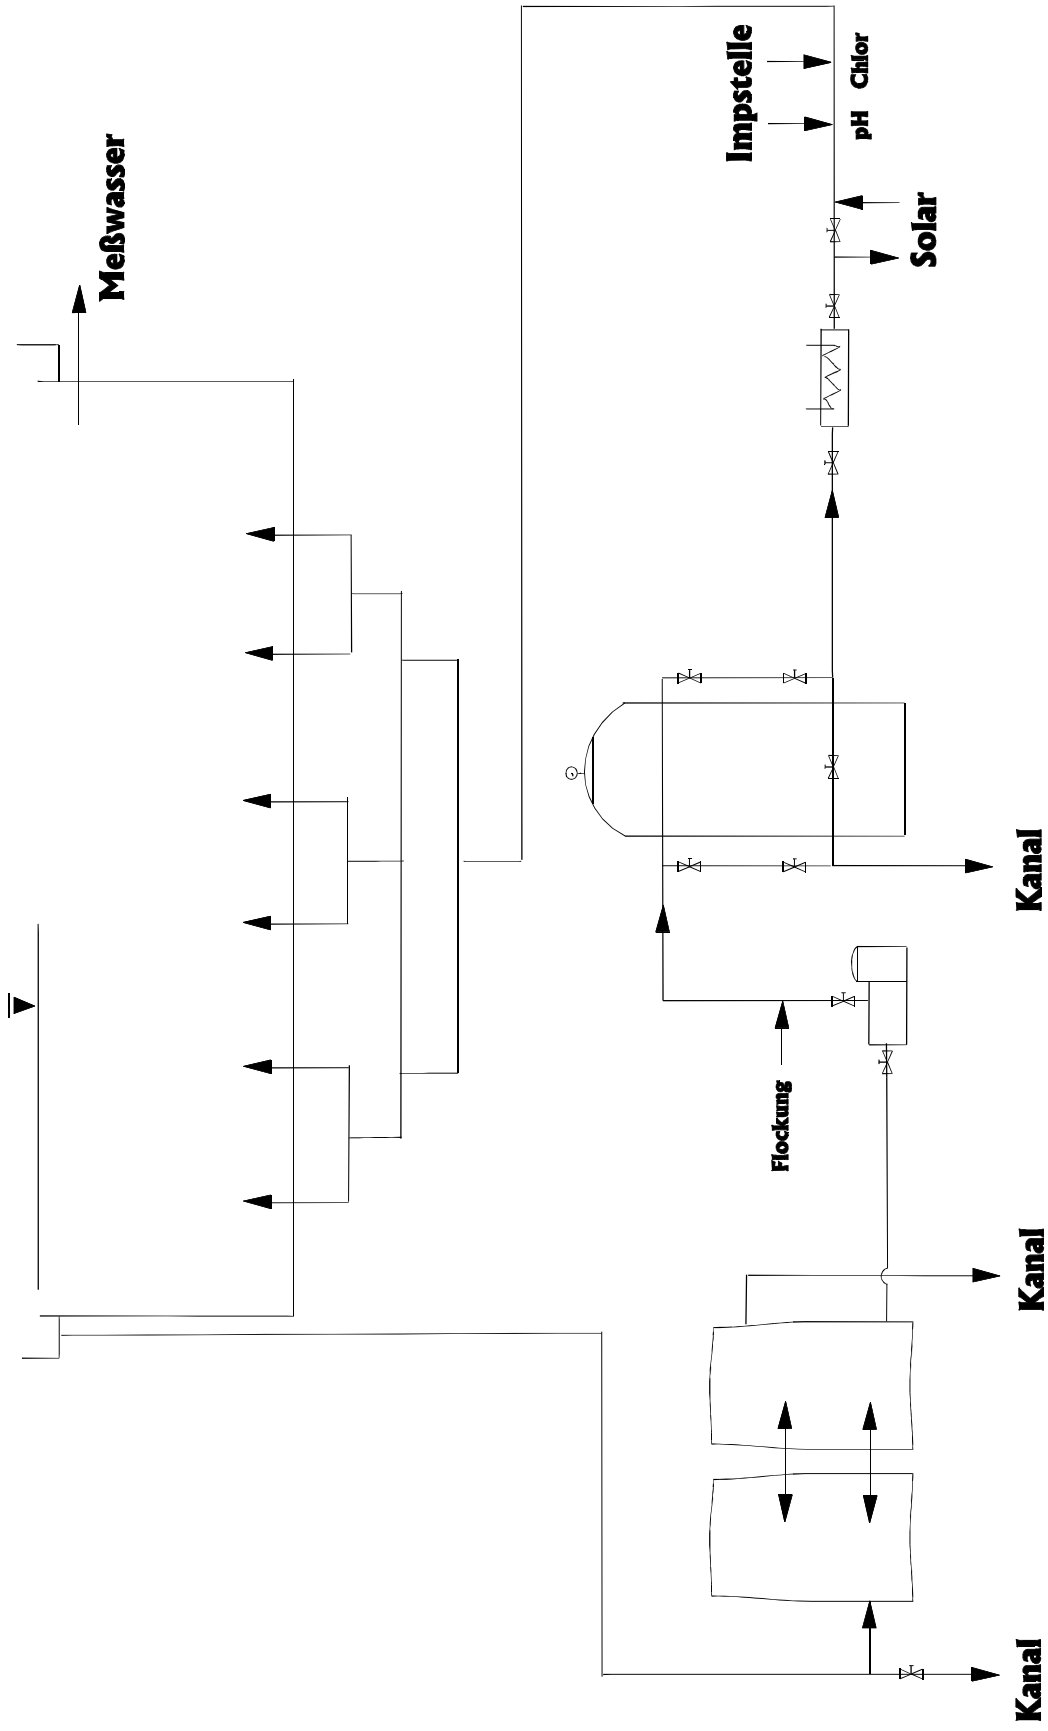 Meßwasser
Impstelle
pH Chlor
Solar
Kanal
Flockung
Kanal
Kanal